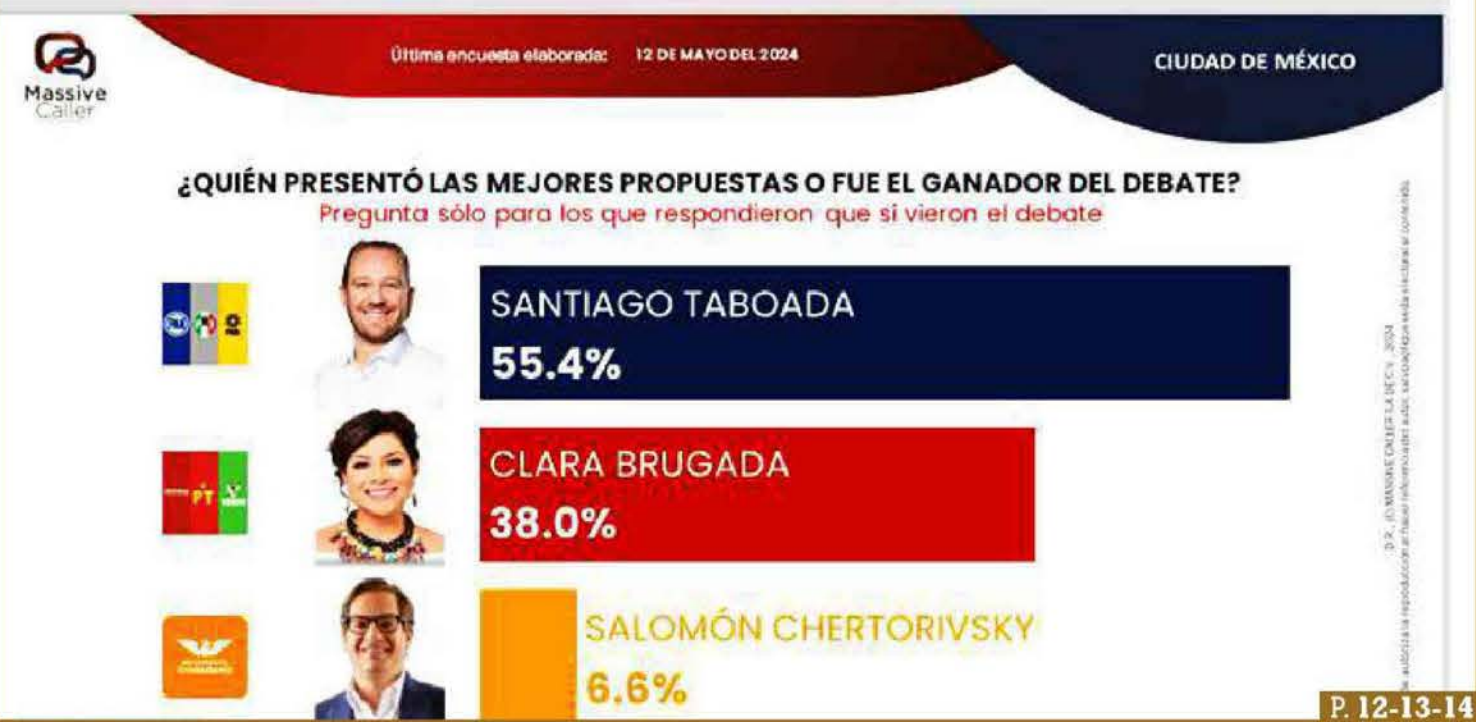 Massive
Caller
Última encuesta elaborada: 12 DE MAYO DEL 2024
CIUDAD DE MÉXICO
¿QUIÉN PRESENTÓ LAS MEJORES PROPUESTAS O FUE EL GANADOR DEL DEBATE?
Pregunta sólo para los que respondieron que si vieron el debate
SANTIAGO TABOADA
55.4%
PT
CLARA BRUGADA
38.0%
SALOMÓN CHERTORIVSKY
6.6%
P. 12-13-14